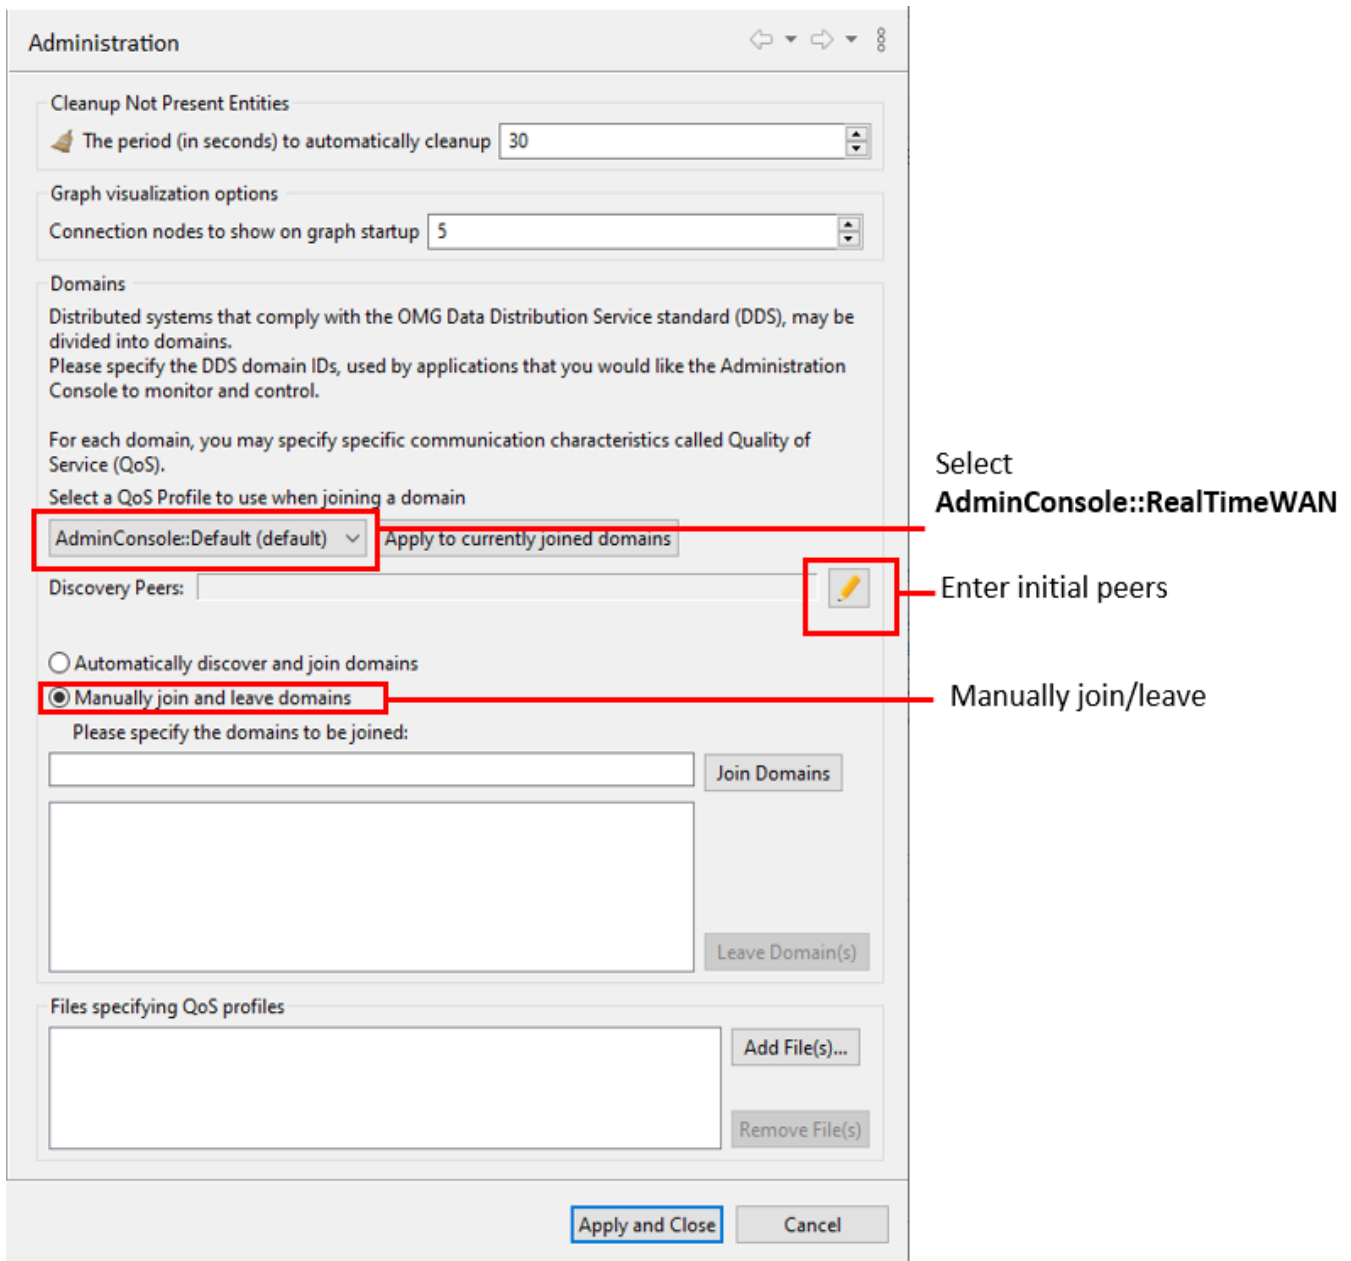 Administration
Cleanup Not Present Entities
The period (in seconds) to automatically cleanup 30
Graph visualization options
Connection nodes to show on graph startup 5
Domains
Distributed systems that comply with the OMG Data Distribution Service standard (DDS), may be
divided into domains.
Please specify the DDS domain IDs, used by applications that you would like the Administration
Console to monitor and control.
For each domain, you may specify specific communication characteristics called Quality of
Service (QoS).
Select a QoS Profile to use when joining a domain
AdminConsole::Default (default) Apply to currently joined domains
Select
AdminConsole::RealTimeWAN
Discovery Peers:
Enter initial peers
Automatically discover and join domains
Manually join and leave domains
Manually join/leave
Please specify the domains to be joined:
Join Domains
Leave Domain(s)
Files specifying QoS profiles
Add File(s)...
Remove File(s)
Apply and Close Cancel